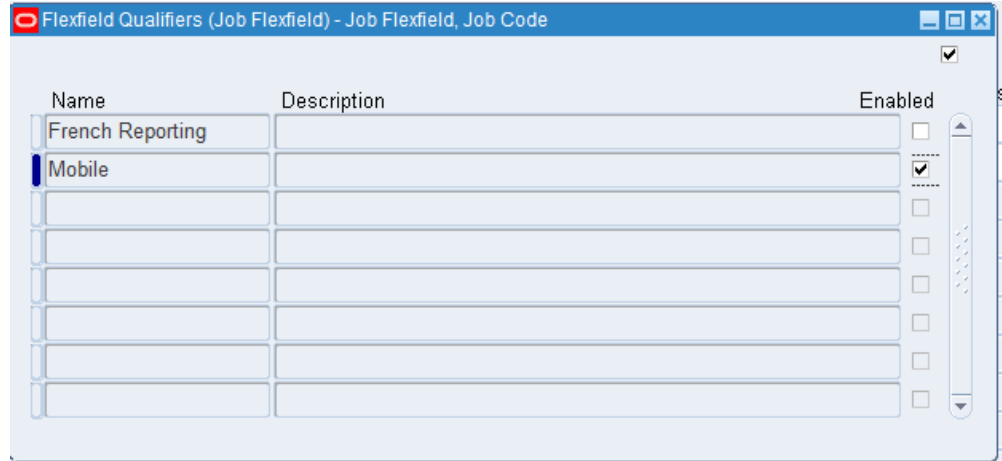 Flexfield Qualifiers (Job Flexfield) - Job Flexfield, Job Code
Name Description Enabled
French Reporting
Mobile